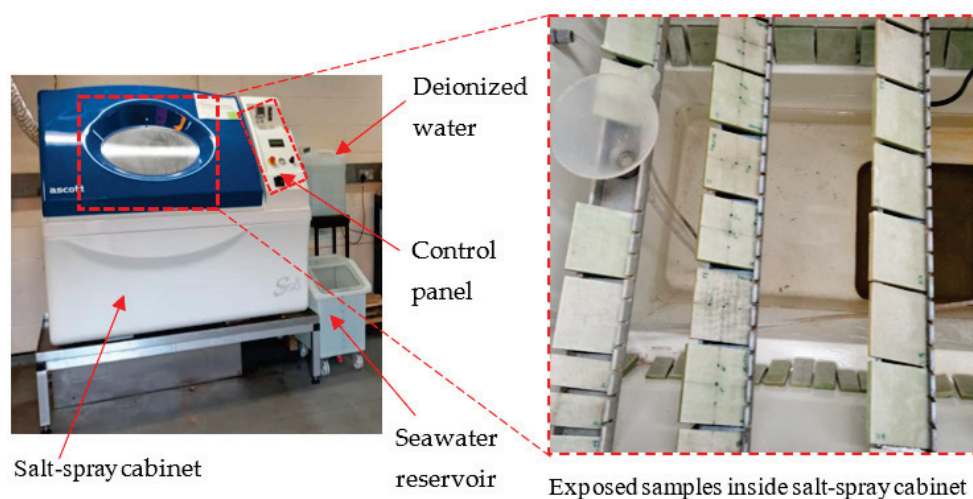 Deionized
water
ascott
Control
panel
Seawater
reservoir
Salt-spray cabinet
Exposed samples inside salt-spray cabinet